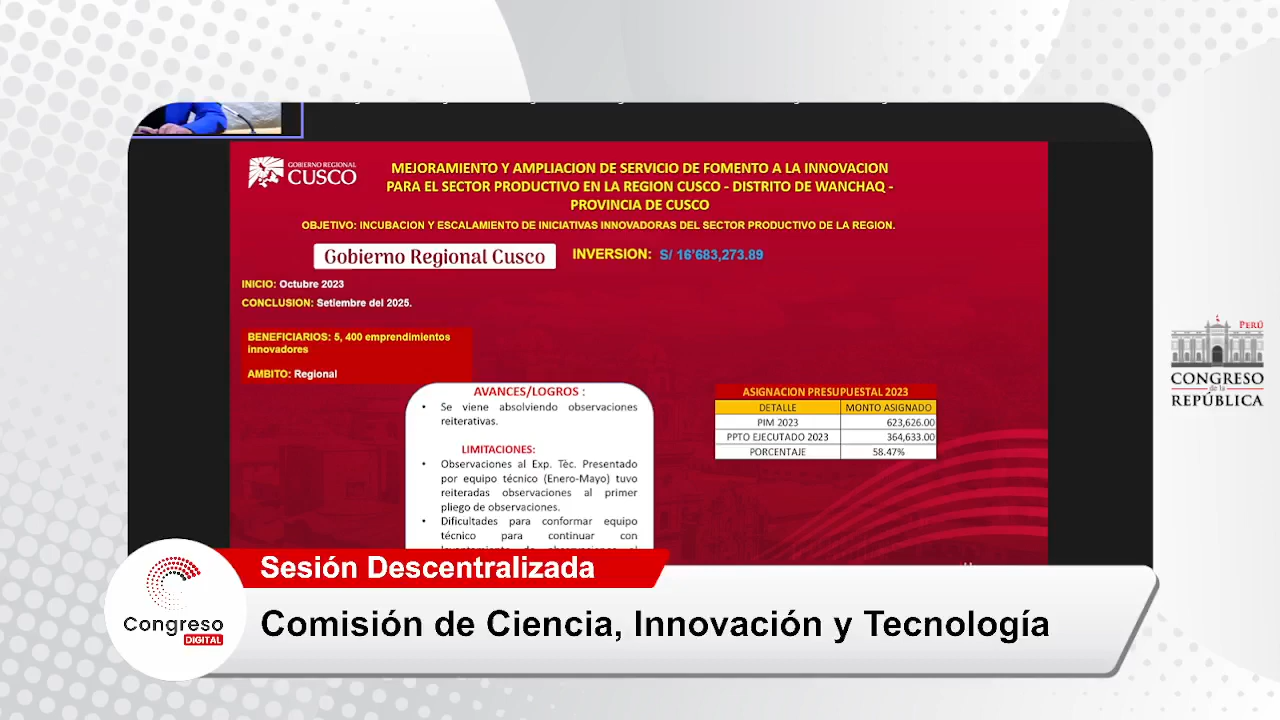 GOBIERNO REGIONAL
CUSCO
MEJORAMIENTO Y AMPLIACION DE SERVICIO DE FOMENTO A LA INNOVACION
PARA EL SECTOR PRODUCTIVO EN LA REGION CUSCO - DISTRITO DE WANCHAQ -
PROVINCIA DE CUSCO
OBJETIVO: INCUBACION Y ESCALAMIENTO DE INICIATIVAS INNOVADORAS DEL SECTOR PRODUCTIVO DE LA REGION.
Gobierno Regional Cusco
INVERSION: S/ 16'683,273.89
INICIO: Octubre 2023
CONCLUSION: Setiembre del 2025.
BENEFICIARIOS: 5, 400 emprendimientos
innovadores
AMBITO: Regional
AVANCES/LOGROS :
• Se viene absolviendo observaciones
reiterativas.
LIMITACIONES:
• Observaciones al Exp. Tèc. Presentado
por equipo técnico (Enero-Mayo) tuvo
reiteradas observaciones al primer
pliego de observaciones.
• Dificultades para conformar equipo
técnico para continuar con
ASIGNACION PRESUPUESTAL 2023
DETALLE MONTO ASIGNADO
PIM 2023 623,626.00
PPTO EJECUTADO 2023 364,633.00
PORCENTAJE 58.47%
PERÚ
CONGRESO
de la
REPÚBLICA
Sesión Descentralizada
Comisión de Ciencia, Innovación y Tecnología
Congreso
DIGITAL